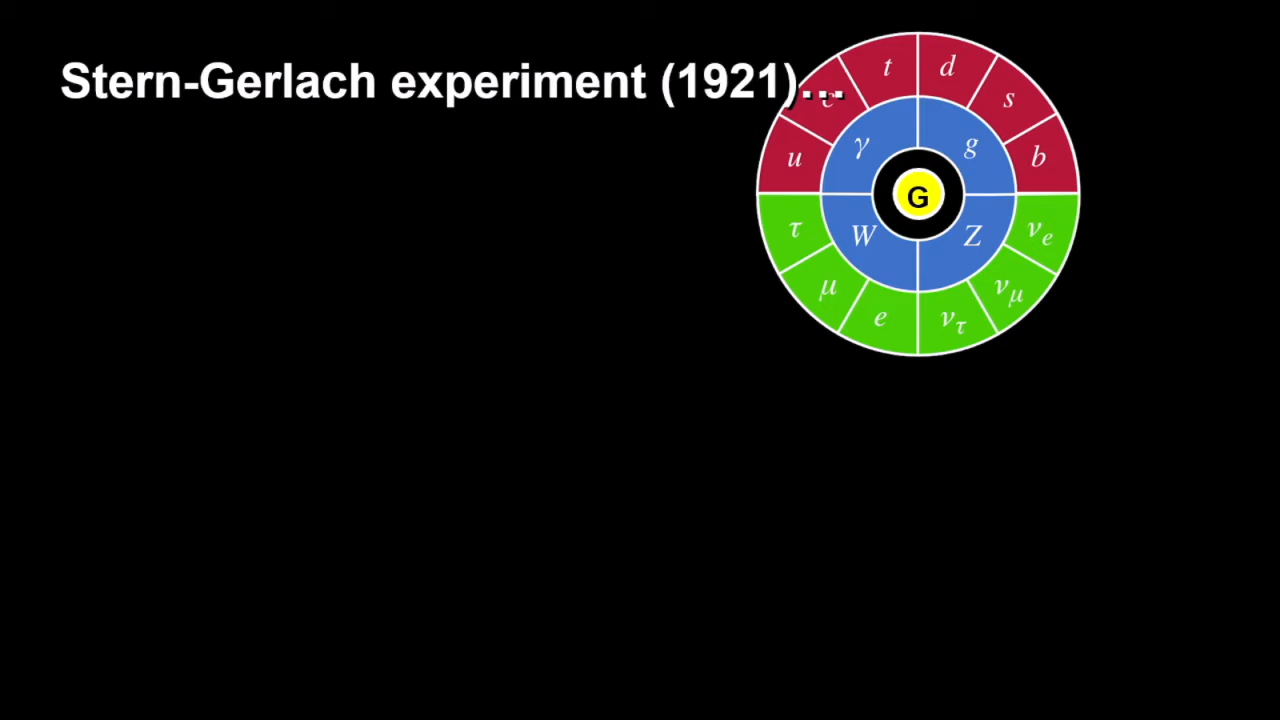 Stern-Gerlach experiment (1921)...
t d
c s
u γ g b
G
τ W Z νe
μ νμ
e ντ